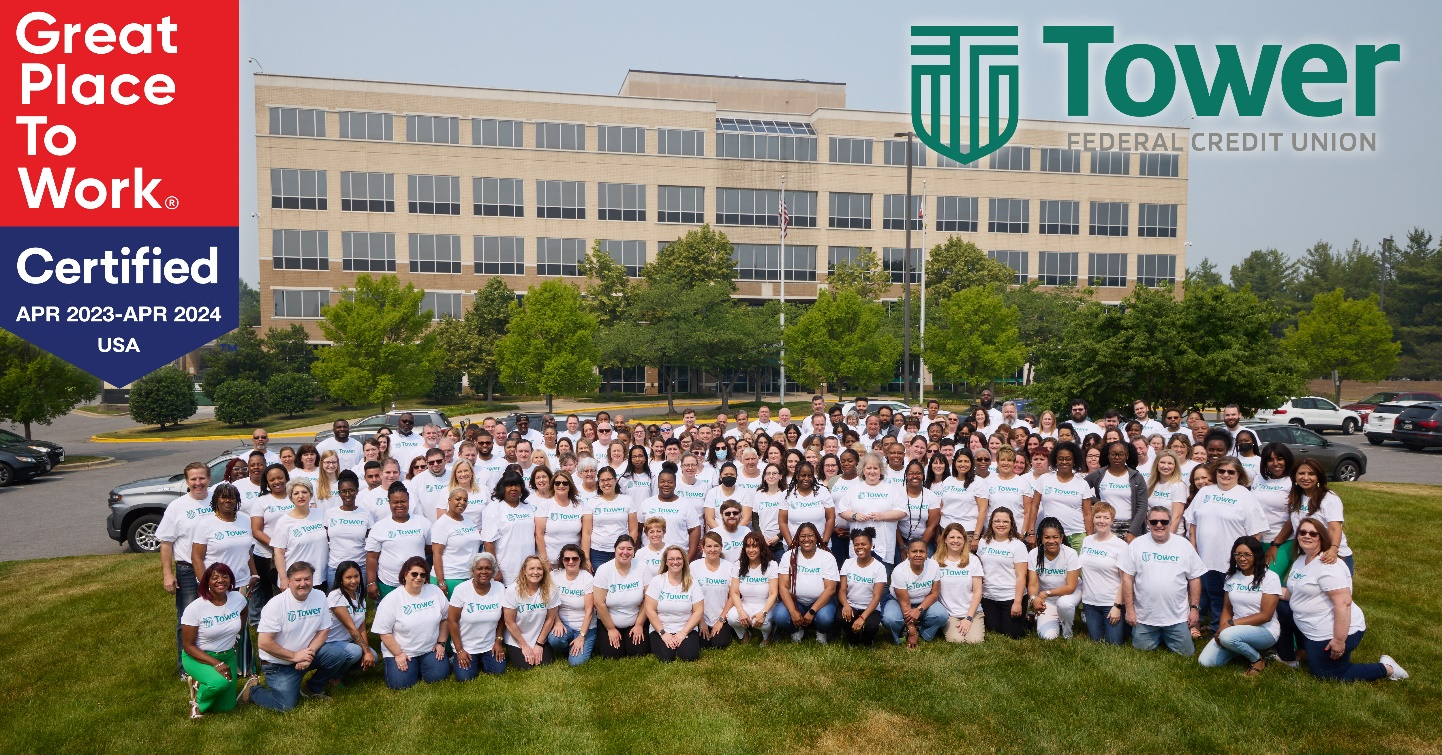 Great
Place
To
Work®
Certified
APR 2023-APR 2024
USA
Tower
FEDERAL CREDIT UNION